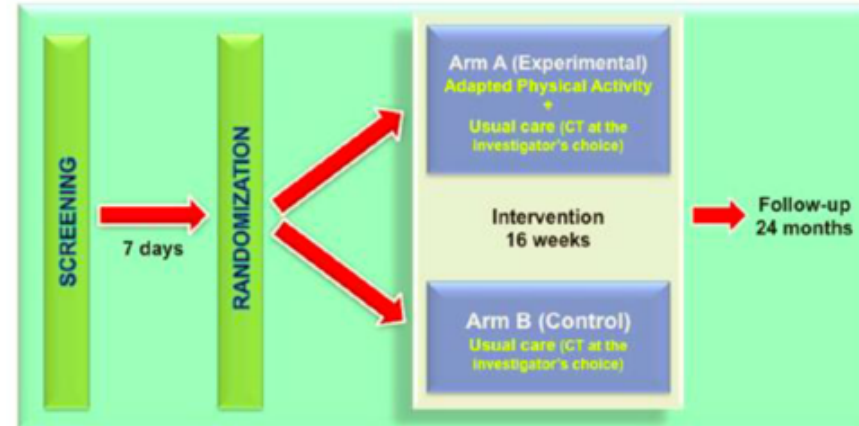 SCREENING
7 days
RANDOMIZATION
Arm A (Experimental)
Adapted Physical Activity
+
Usual care (CT at the
investigator's choice)
Intervention
16 weeks
Arm B (Control)
Usual care (CT at the
investigator's choice)
Follow-up
24 months